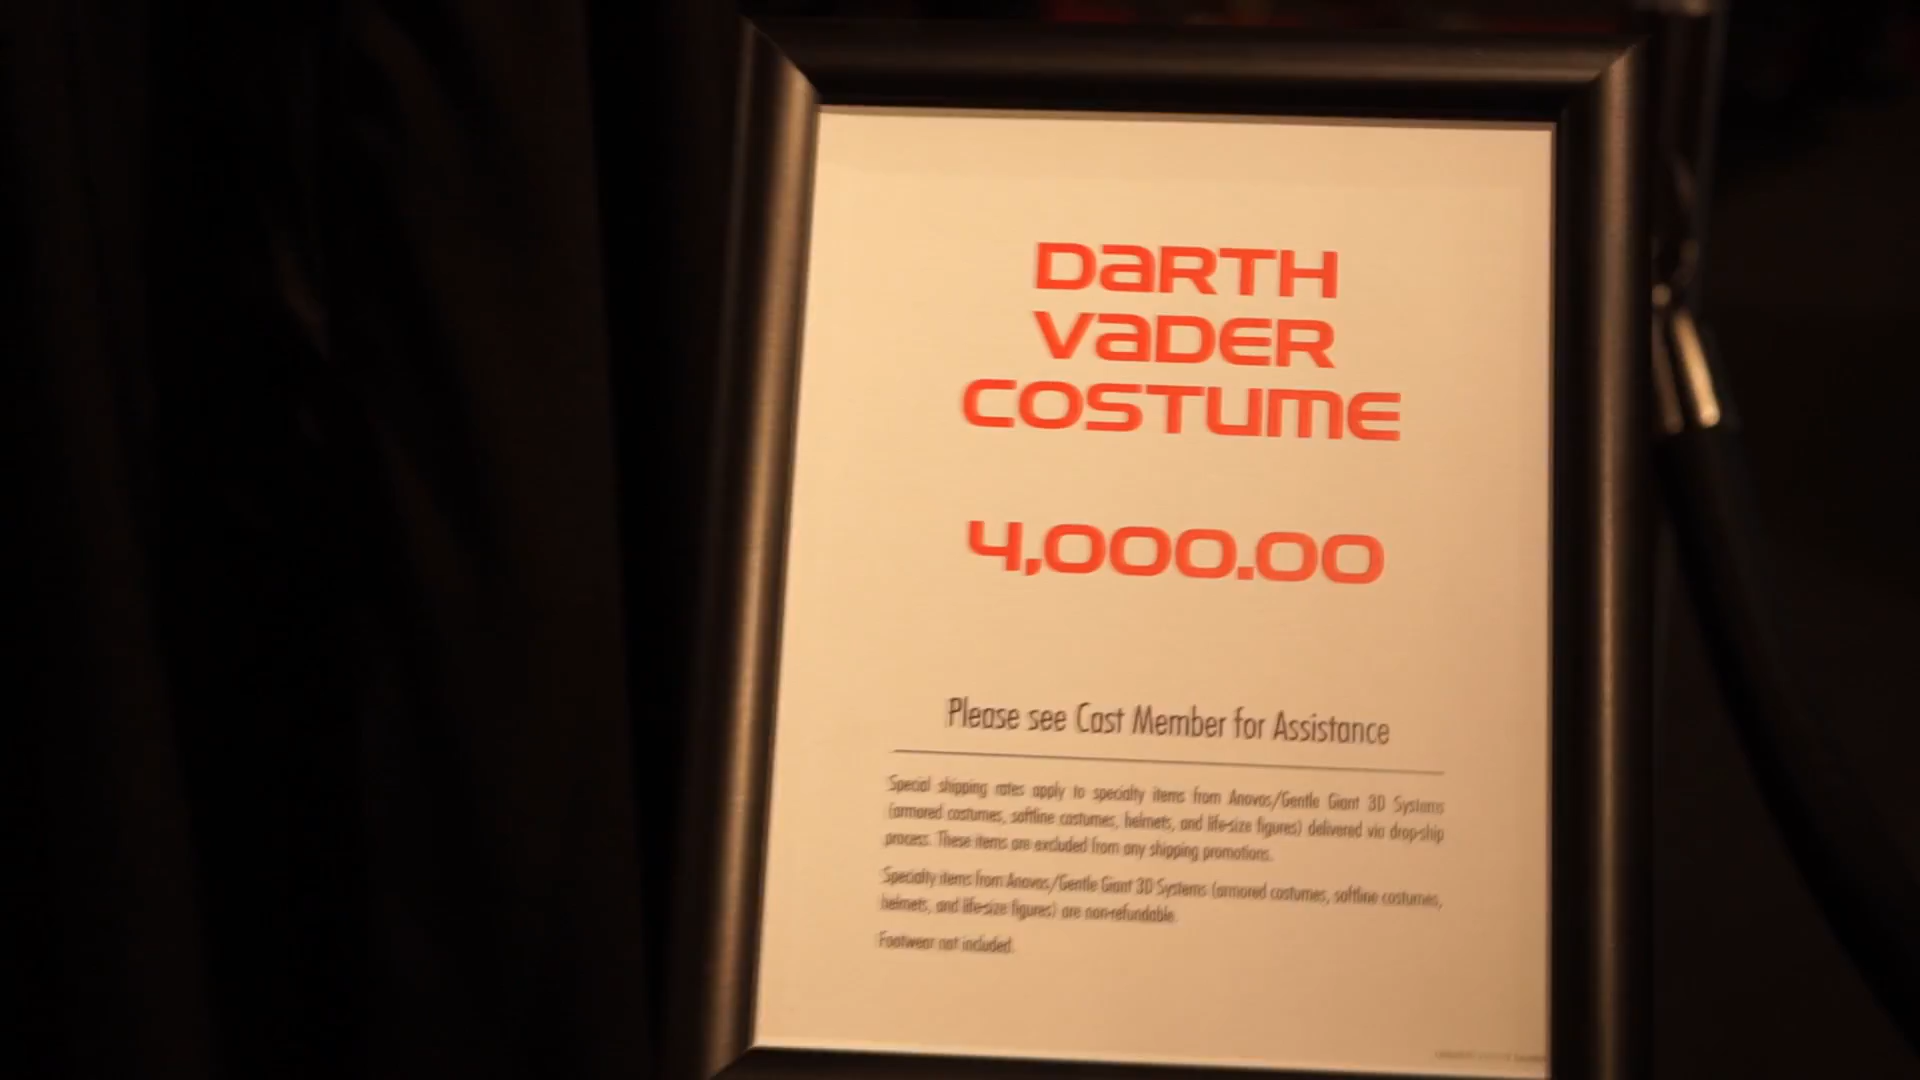 DARTH
VADER
COSTUME
4,000.00
Please see Cast Member for Assistance
Special shipping rates apply to specialty items from Anovos/Gentle Giant 3D Systems
(armored costumes, softline costumes, helmets, and life-size figures) delivered via drop-ship
process. These items are excluded from any shipping promotions.
Specialty items from Anovos/Gentle Giant 3D Systems (armored costumes, softline costumes,
helmets, and life-size figures) are non-refundable.
Footwear not included.